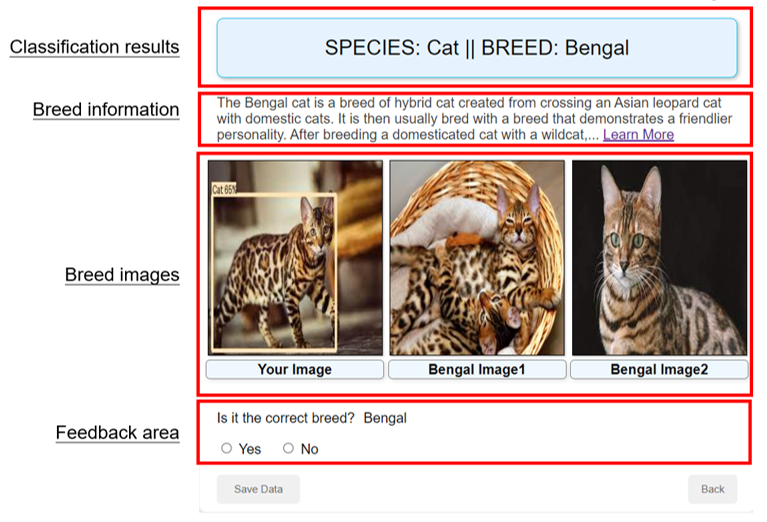 Classification results
SPECIES: Cat || BREED: Bengal
Breed information
The Bengal cat is a breed of hybrid cat created from crossing an Asian leopard cat
with domestic cats. It is then usually bred with a breed that demonstrates a friendlier
personality. After breeding a domesticated cat with a wildcat,... Learn More
Breed images
Cat 65%
Your Image
Bengal Image1
Bengal Image2
Feedback area
Is it the correct breed? Bengal
Yes No
Save Data
Back